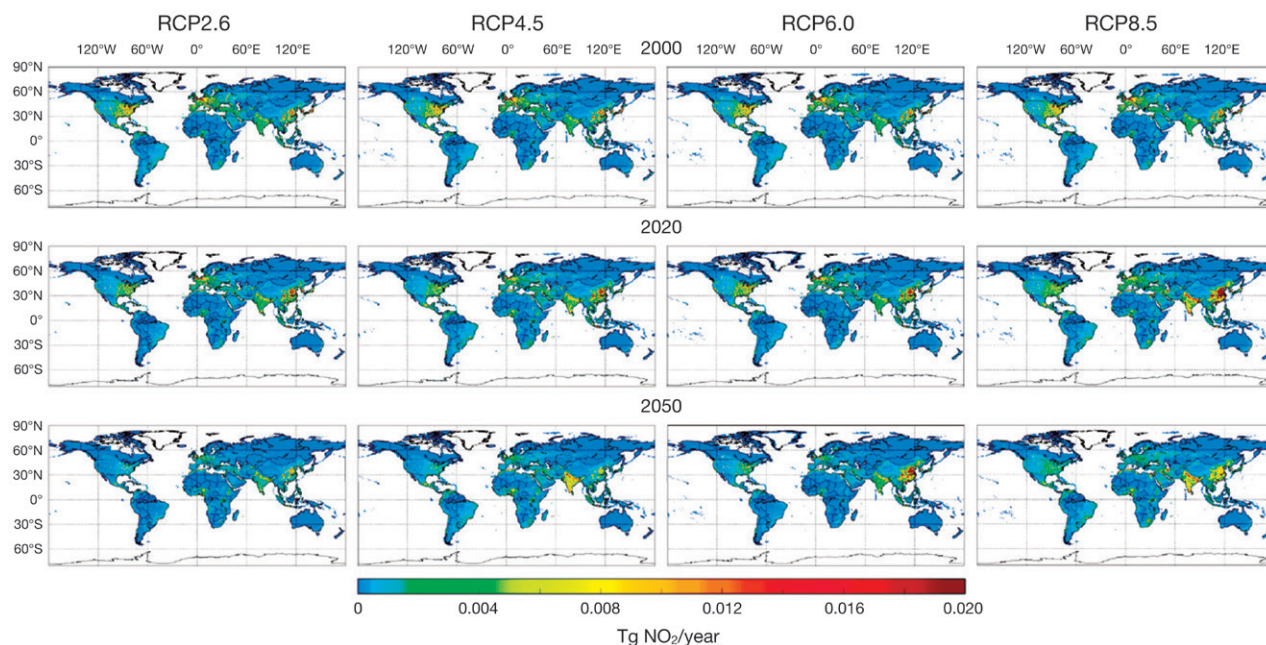 RCP2.6 RCP4.5 RCP6.0 RCP8.5
120°W 60°W 0° 60°E 120°E 120°W 60°W 0° 60°E 120°E 120°W 60°W 0° 60°E 120°E 120°W 60°W 0° 60°E 120°E
2000
90°N
60°N
30°N
0°
30°S
60°S
2020
90°N
60°N
30°N
0°
30°S
60°S
2050
90°N
60°N
30°N
0°
30°S
60°S
0 0.004 0.008 0.012 0.016 0.020
Tg NO₂/year